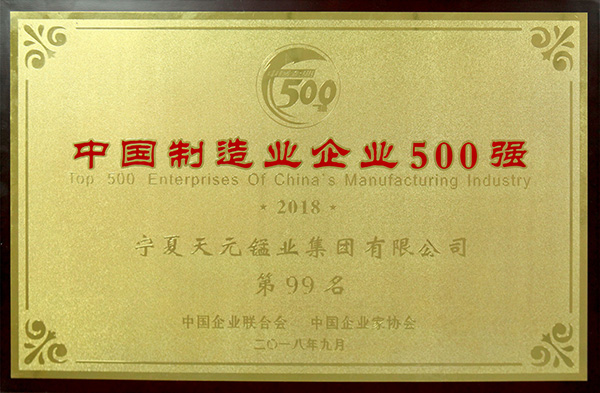 500
中国制造业企业500强
Top 500 Enterprises Of China's Manufacturing Industry
★ 2018 ★
宁夏天元锰业集团有限公司
第99名
中国企业联合会 中国企业家协会
二○一八年九月